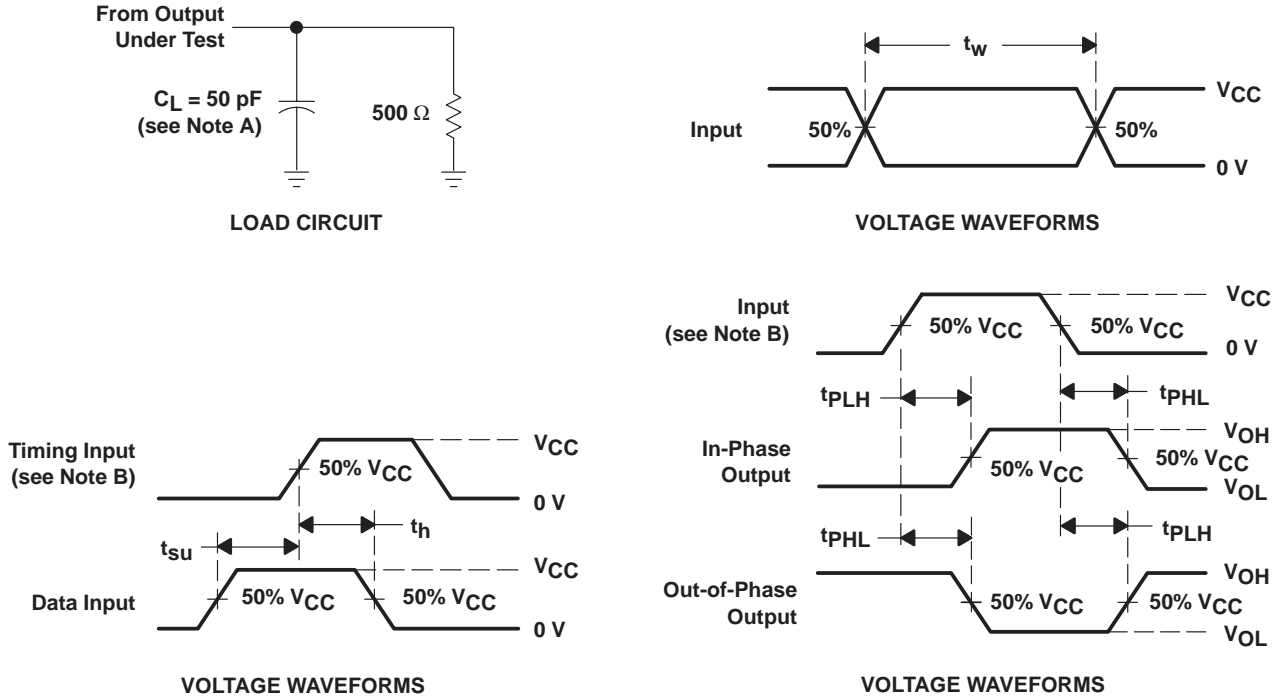 From Output
Under Test
CL = 50 pF
(see Note A)
500 Ω
LOAD CIRCUIT
tw
VCC
Input
50%
50%
0 V
VOLTAGE WAVEFORMS
Timing Input
(see Note B)
50% VCC
VCC
0 V
th
tsu
Data Input
50% VCC
50% VCC
VCC
0 V
VOLTAGE WAVEFORMS
Input
(see Note B)
50% VCC
50% VCC
VCC
0 V
tPLH
tPHL
In-Phase
Output
50% VCC
VOH
50% VCC
VOL
tPHL
tPLH
Out-of-Phase
Output
50% VCC
VOH
50% VCC
VOL
VOLTAGE WAVEFORMS